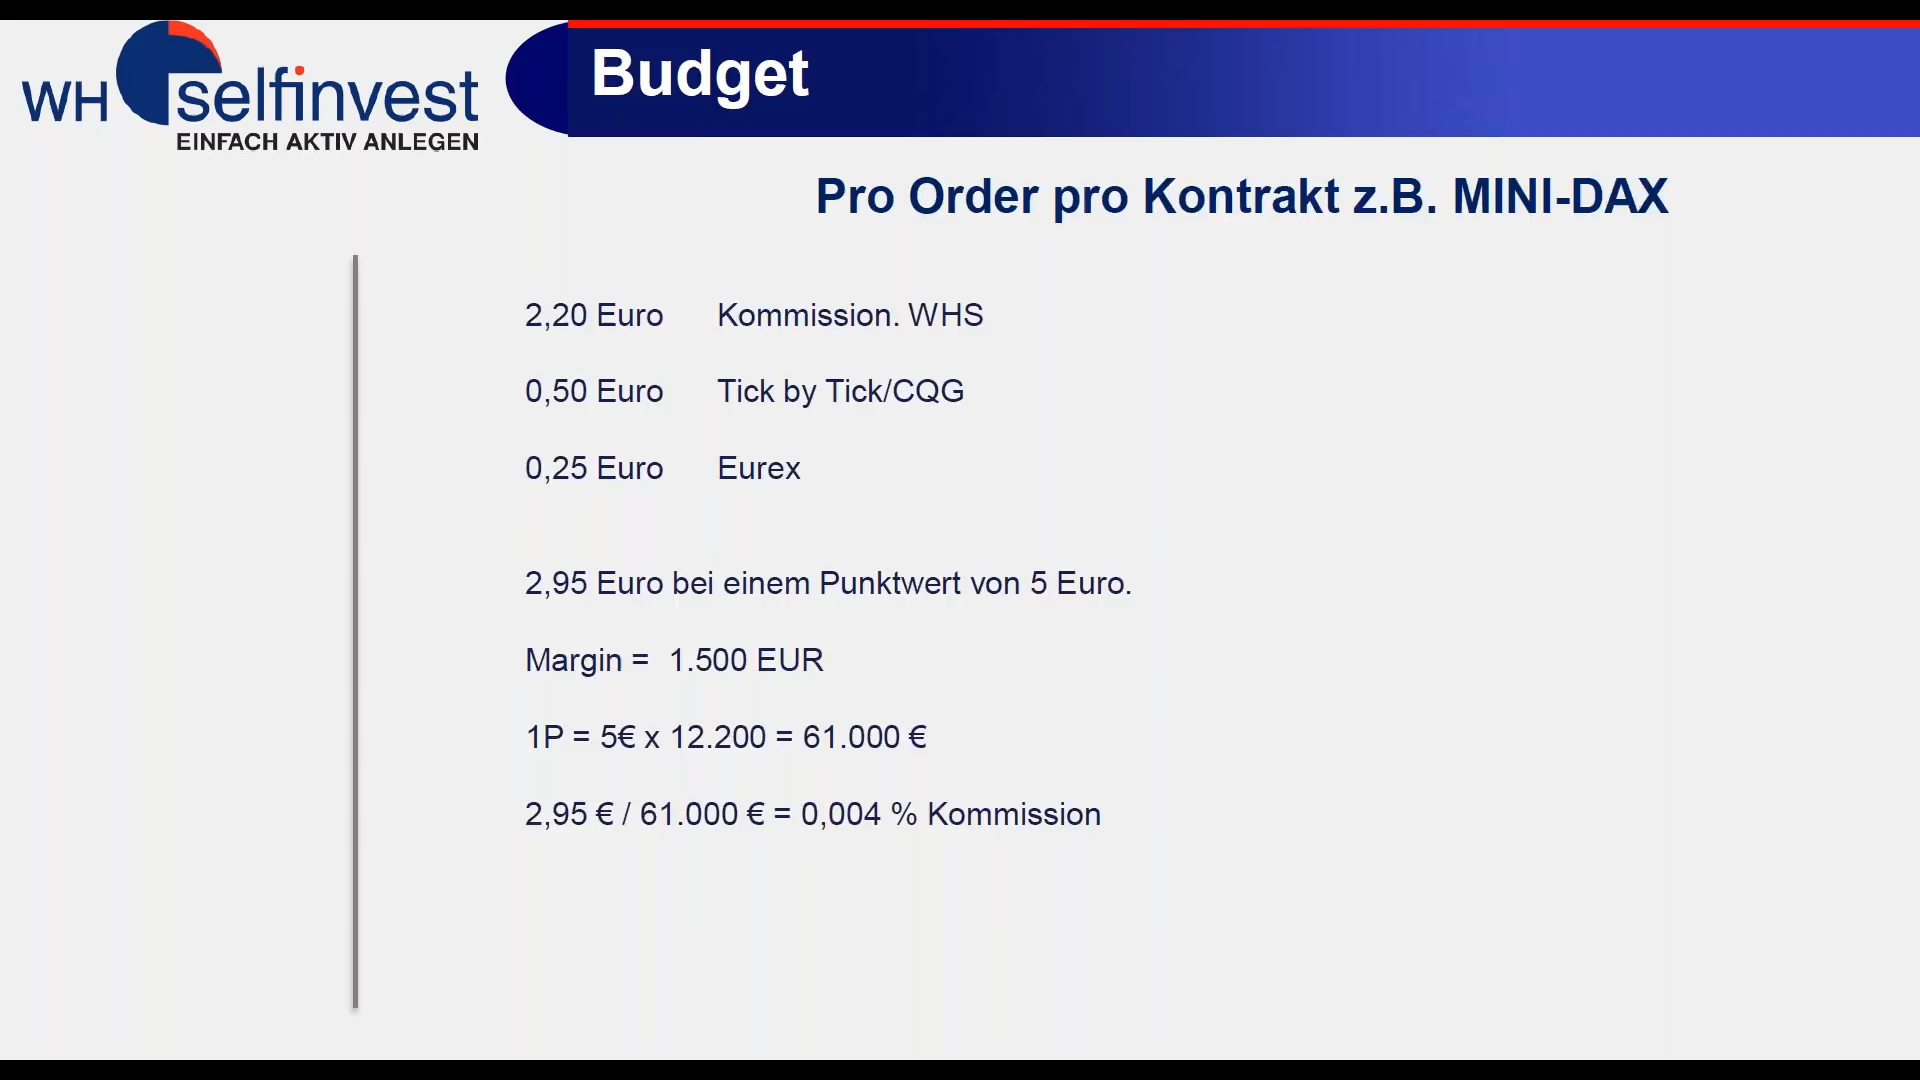 WH selfinvest
EINFACH AKTIV ANLEGEN
Budget
Pro Order pro Kontrakt z.B. MINI-DAX
2,20 Euro Kommission. WHS
0,50 Euro Tick by Tick/CQG
0,25 Euro Eurex
2,95 Euro bei einem Punktwert von 5 Euro.
Margin = 1.500 EUR
1P = 5€ x 12.200 = 61.000 €
2,95 € / 61.000 € = 0,004 % Kommission